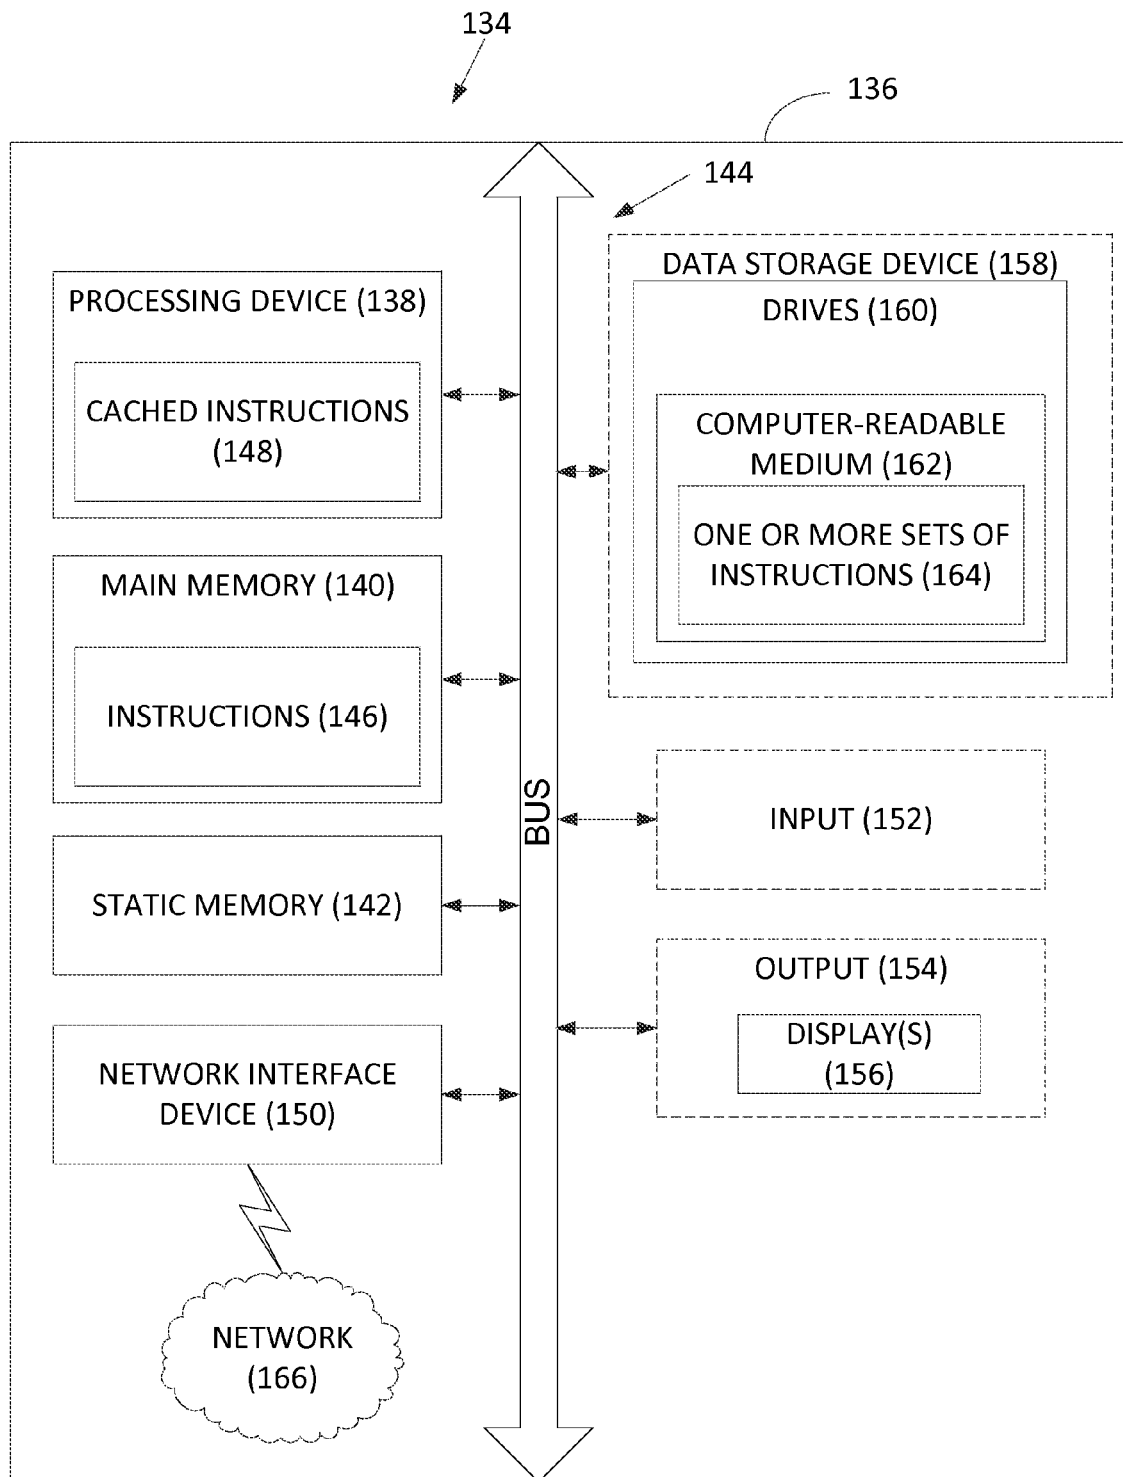 134
136
144
PROCESSING DEVICE (138)
CACHED INSTRUCTIONS
(148)
MAIN MEMORY (140)
INSTRUCTIONS (146)
STATIC MEMORY (142)
NETWORK INTERFACE
DEVICE (150)
NETWORK
(166)
BUS
DATA STORAGE DEVICE (158)
DRIVES (160)
COMPUTER-READABLE
MEDIUM (162)
ONE OR MORE SETS OF
INSTRUCTIONS (164)
INPUT (152)
OUTPUT (154)
DISPLAY(S)
(156)